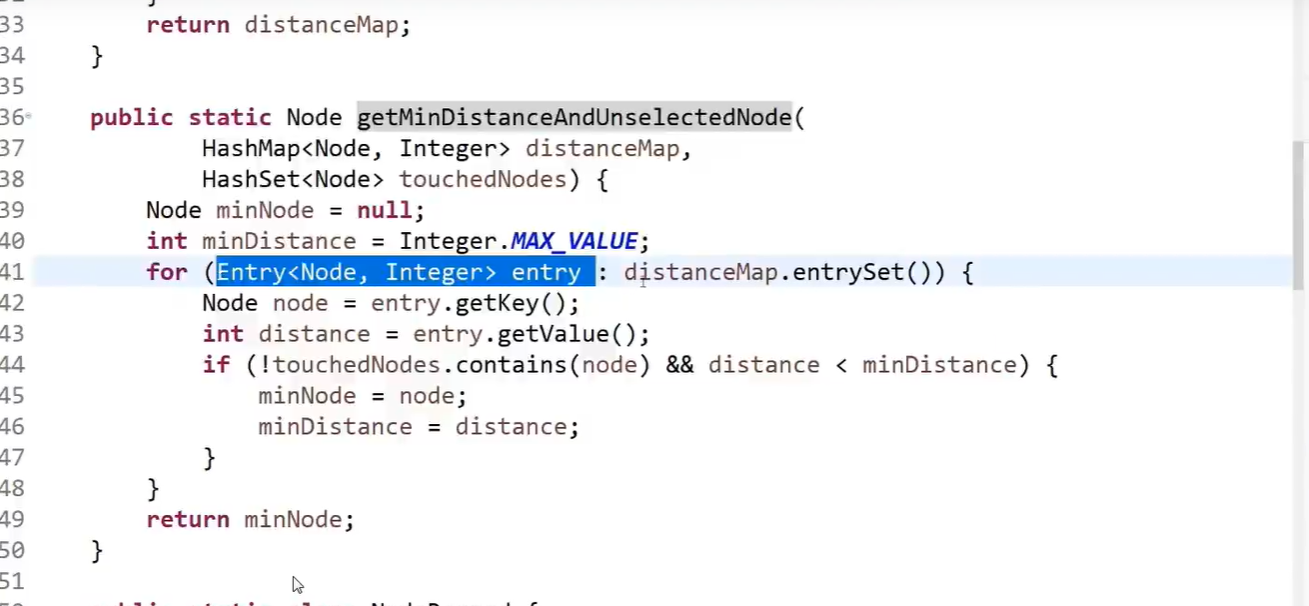 33 return distanceMap;
34 }
35
36 public static Node getMinDistanceAndUnselectedNode(
37 HashMap<Node, Integer> distanceMap,
38 HashSet<Node> touchedNodes) {
39 Node minNode = null;
40 int minDistance = Integer.MAX_VALUE;
41 for (Entry<Node, Integer> entry : distanceMap.entrySet()) {
42 Node node = entry.getKey();
43 int distance = entry.getValue();
44 if (!touchedNodes.contains(node) && distance < minDistance) {
45 minNode = node;
46 minDistance = distance;
47 }
48 }
49 return minNode;
50 }
51